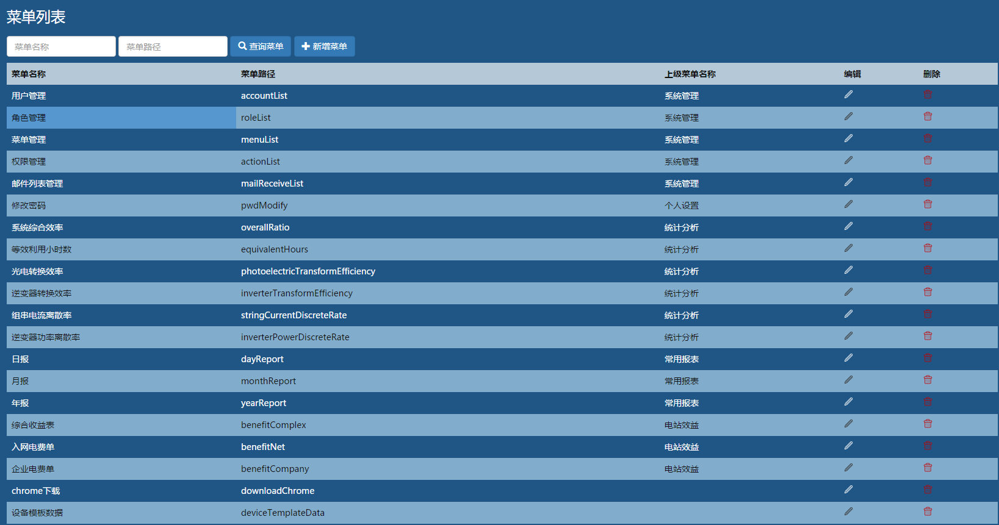 菜单列表
菜单名称 菜单路径 查询菜单 新增菜单
菜单名称 菜单路径 上级菜单名称 编辑 删除
用户管理 accountList 系统管理
角色管理 roleList 系统管理
菜单管理 menuList 系统管理
权限管理 actionList 系统管理
邮件列表管理 mailReceiveList 系统管理
修改密码 pwdModify 个人设置
系统综合效率 overallRatio 统计分析
等效利用小时数 equivalentHours 统计分析
光电转换效率 photoelectricTransformEfficiency 统计分析
逆变器转换效率 inverterTransformEfficiency 统计分析
组串电流离散率 stringCurrentDiscreteRate 统计分析
逆变器功率离散率 inverterPowerDiscreteRate 统计分析
日报 dayReport 常用报表
月报 monthReport 常用报表
年报 yearReport 常用报表
综合收益表 benefitComplex 电站效益
入网电费单 benefitNet 电站效益
企业电费单 benefitCompany 电站效益
chrome下载 downloadChrome
设备模板数据 deviceTemplateData